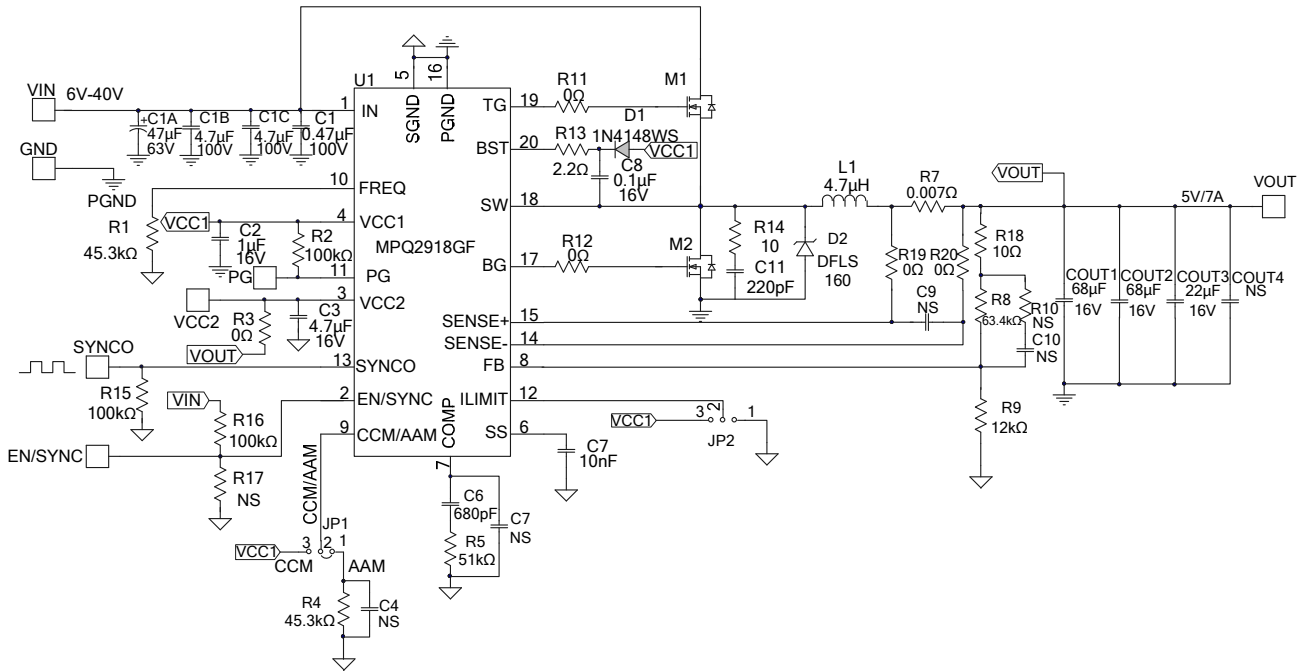 VIN
6V-40V
C1A
47µF
63V
C1B
4.7µF
100V
C1C
4.7µF
100V
C1
0.47µF
100V
GND
PGND
R1
45.3kΩ
VCC1
C2
1µF
16V
R2
100kΩ
PG
VCC2
R3
0Ω
VOUT
C3
4.7µF
16V
SYNCO
R15
100kΩ
VIN
R16
100kΩ
EN/SYNC
R17
NS
U1
MPQ2918GF
1
IN
10
FREQ
4
VCC1
11
PG
3
VCC2
13
SYNCO
2
EN/SYNC
9
CCM/AAM
5
SGND
16
PGND
TG
19
BST
20
SW
18
BG
17
SENSE+
15
SENSE-
14
FB
8
ILIMIT
12
SS
6
COMP
7
CCM/AAM
JP1
VCC1
3
2
1
CCM
AAM
R4
45.3kΩ
C4
NS
C6
680pF
R5
51kΩ
C7
NS
C7
10nF
VCC1
3
2
1
JP2
R11
0Ω
R13
2.2Ω
D1
1N4148WS
VCC1
C8
0.1µF
16V
R12
0Ω
M1
M2
R14
10
C11
220pF
D2
DFLS
160
L1
4.7µH
R7
0.007Ω
R19
0Ω
R20
0Ω
C9
NS
R18
10Ω
R8
63.4kΩ
R10
NS
C10
NS
R9
12kΩ
VOUT
5V/7A
VOUT
COUT1
68µF
16V
COUT2
68µF
16V
COUT3
22µF
16V
COUT4
NS